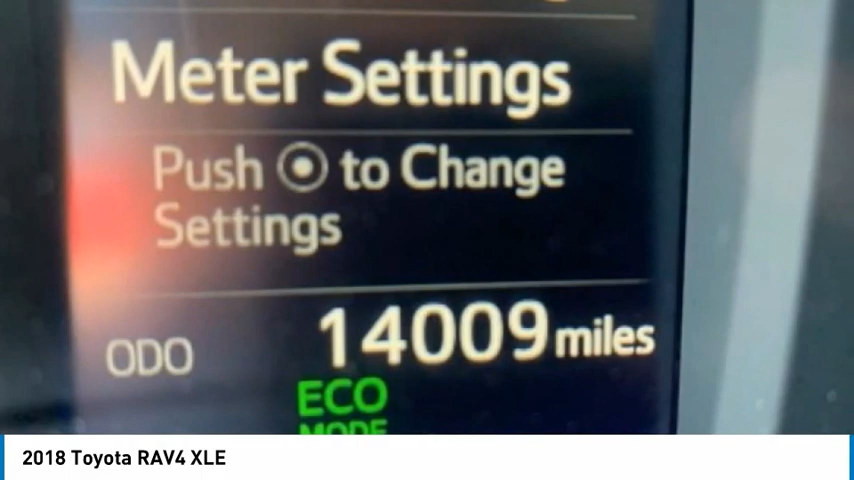 Meter Settings
Push to Change
Settings
ODO 14009 miles
ECO
MODE
2018 Toyota RAV4 XLE